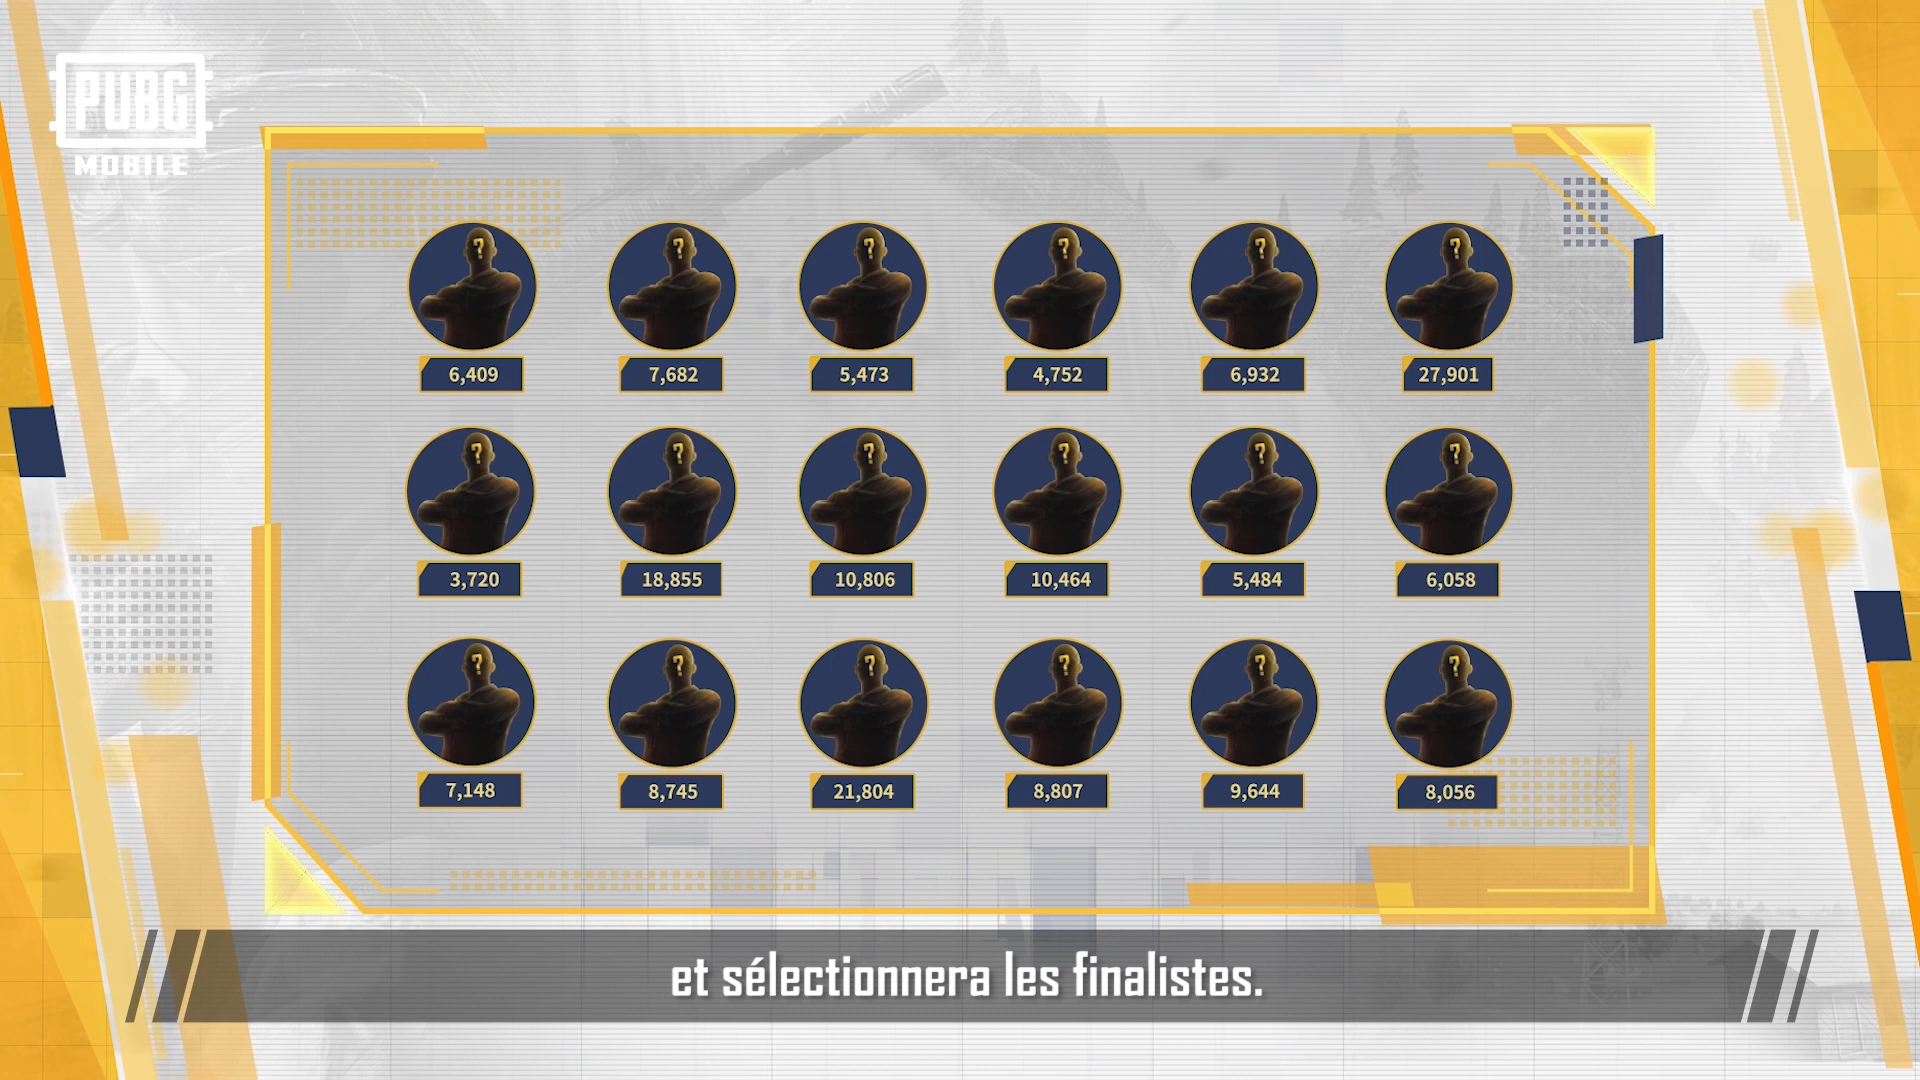 PUBG
MOBILE
? ? ? ? ? ?
6,409 7,682 5,473 4,752 6,932 27,901
? ? ? ? ? ?
3,720 18,855 10,806 10,464 5,484 6,058
? ? ? ? ? ?
7,148 8,745 21,804 8,807 9,644 8,056
et sélectionnera les finalistes.